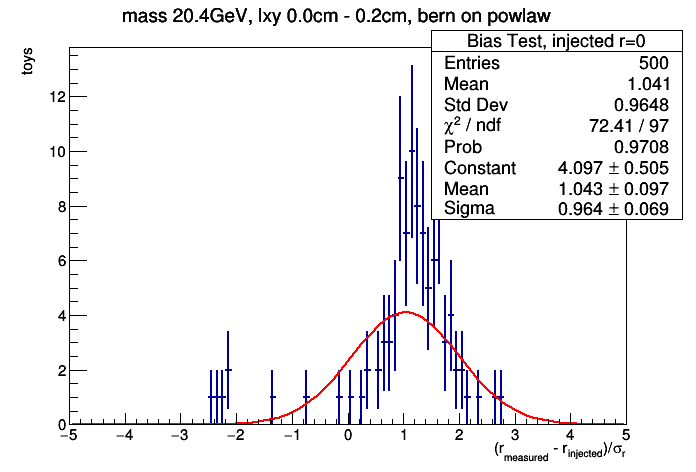 mass 20.4GeV, lxy 0.0cm - 0.2cm, bern on powlaw
toys
Bias Test, injected r=0
Entries 500
Mean 1.041
Std Dev 0.9648
χ² / ndf 72.41 / 97
Prob 0.9708
Constant 4.097 ± 0.505
Mean 1.043 ± 0.097
Sigma 0.964 ± 0.069
12
10
8
6
4
2
0
−5 −4 −3 −2 −1 0 1 2 3 4 5
(r_measured - r_injected)/σ_r